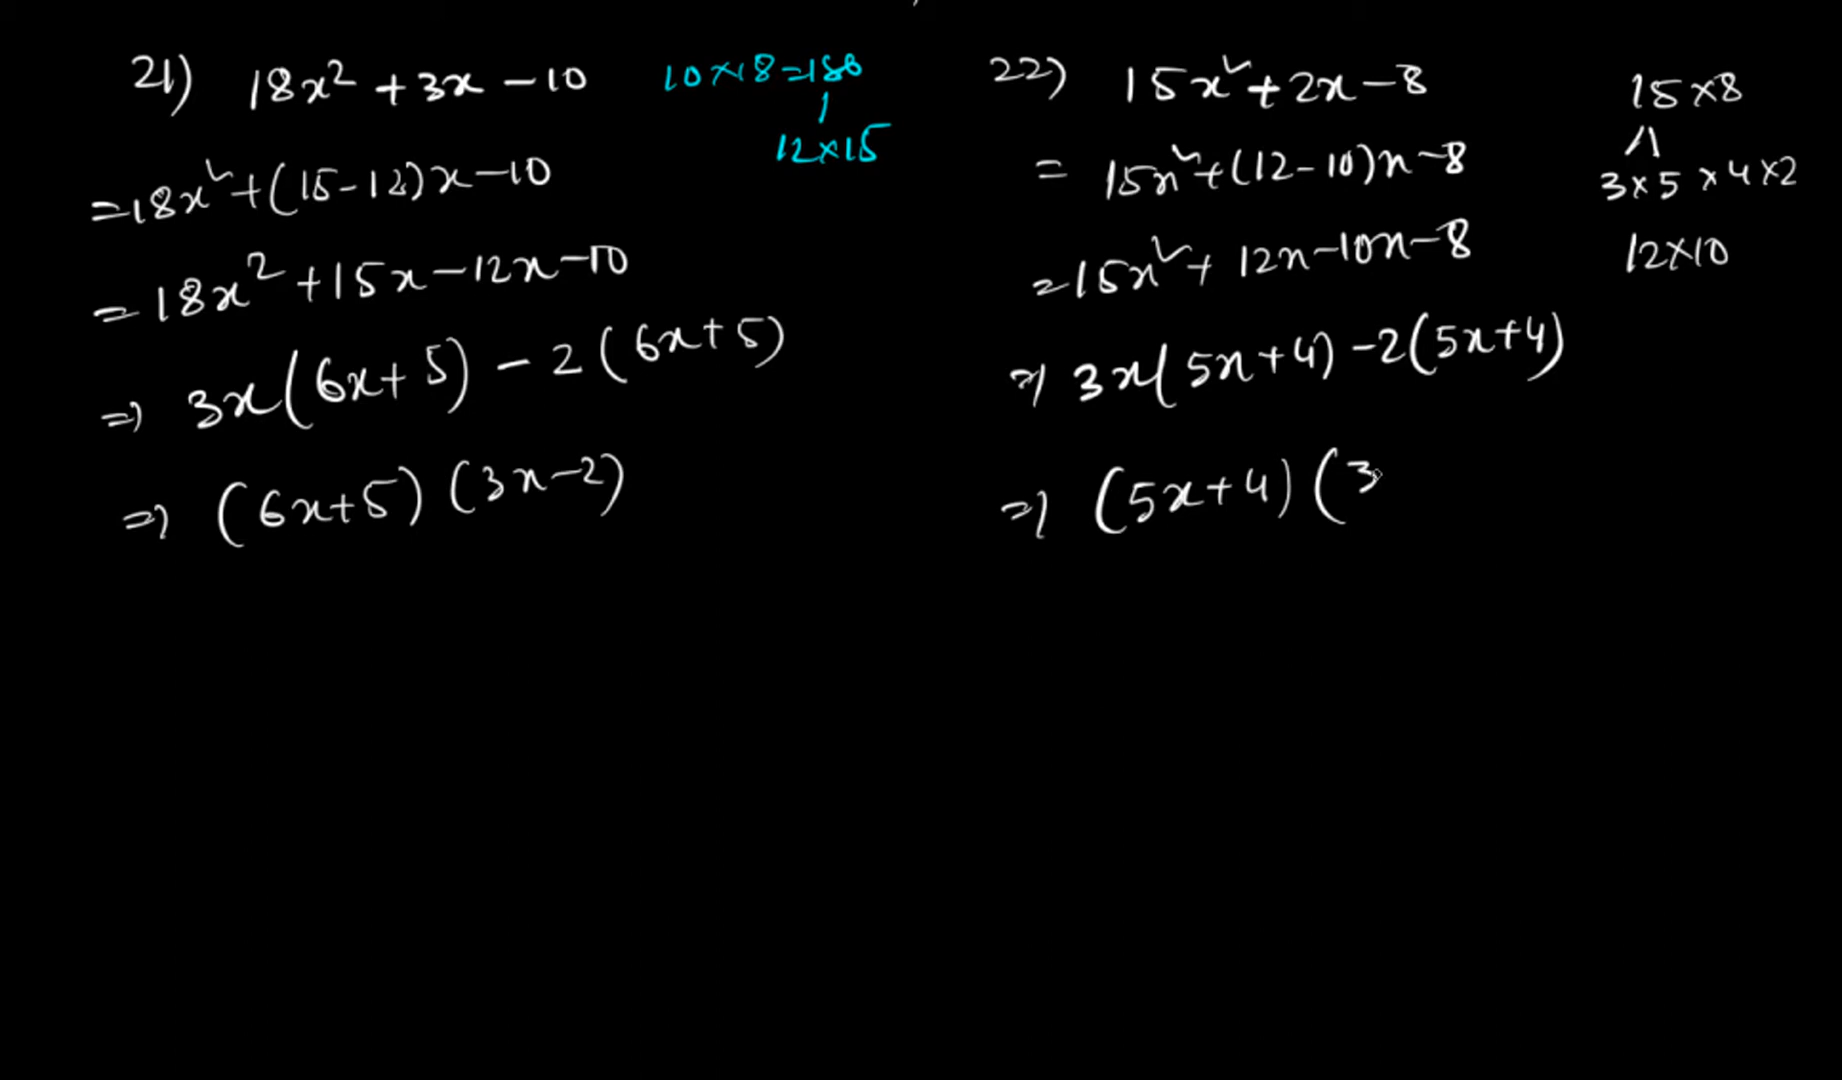 21) 18x² + 3x - 10
10×18=180
12×15
=18x²+(15-12)x-10
=18x²+15x-12x-10
⇒ 3x(6x+5) - 2(6x+5)
⇒ (6x+5)(3x-2)
22) 15x²+2x-8
15×8
3×5×4×2
12×10
= 15x²+(12-10)x-8
=15x²+12x-10x-8
⇒ 3x(5x+4)-2(5x+4)
⇒ (5x+4)(3